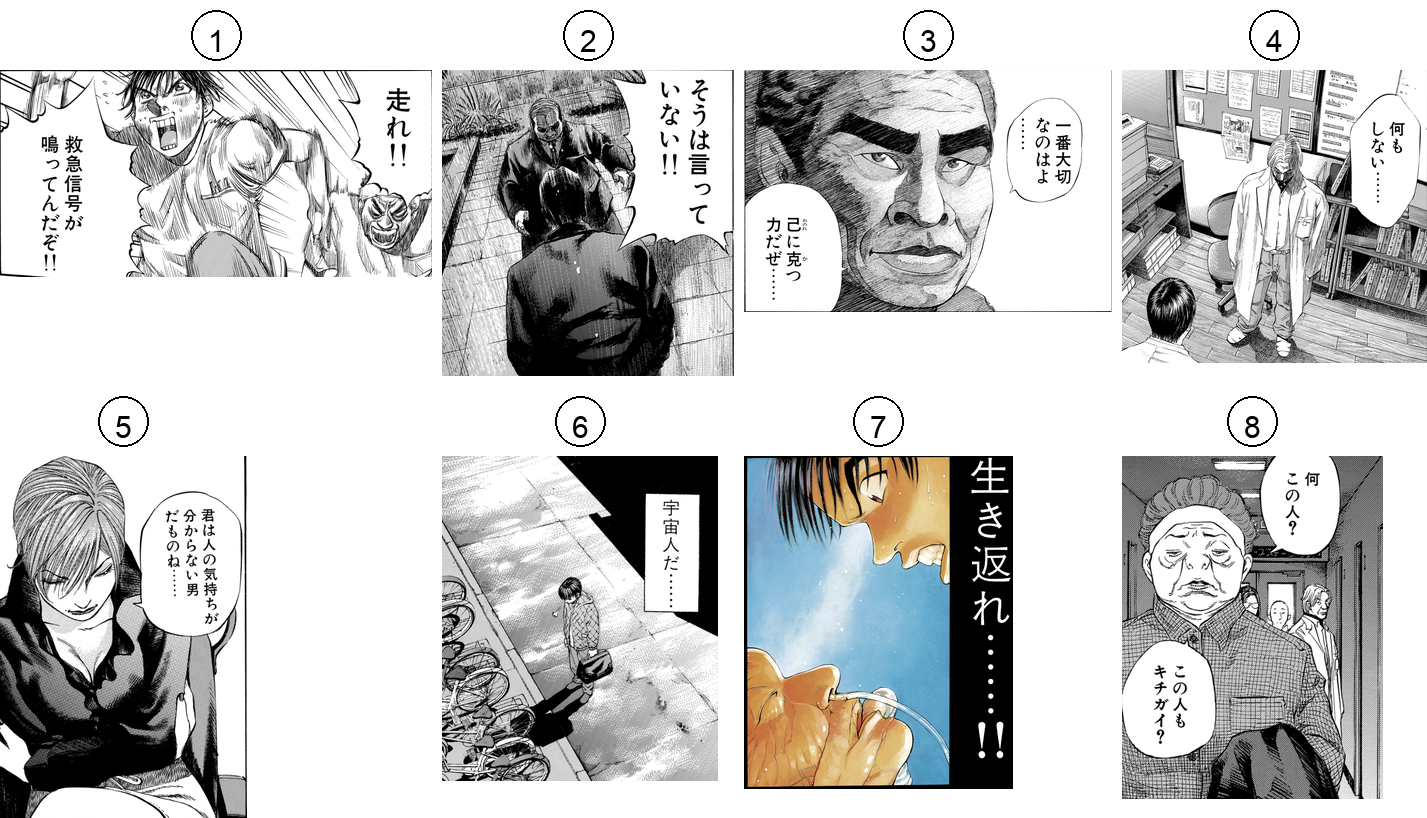 1
走れ!!
救急信号が
鳴ってんだぞ!!
2
そうは言って
いない!!
3
一番大切
なのはよ
……
己に克つ
力だぜ……
おのれ
か
4
何も
しない……
5
君は人の気持ちが
分からない男
だものね……
6
宇宙人だ……
7
生き返れ……!!
8
何
この人?
この人も
キチガイ?